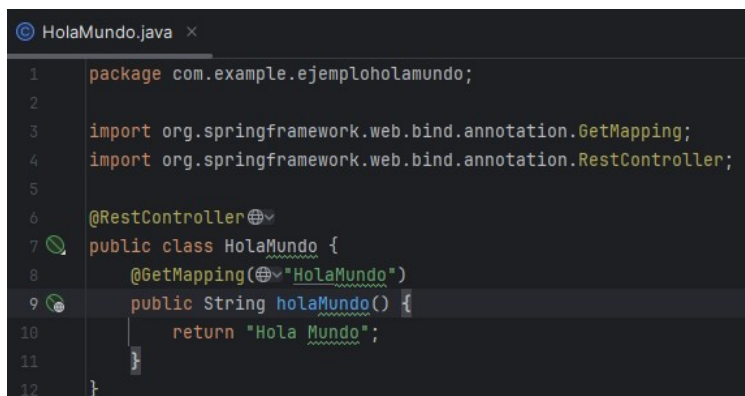 HolaMundo.java
1 package com.example.ejemploholamundo;
2
3 import org.springframework.web.bind.annotation.GetMapping;
4 import org.springframework.web.bind.annotation.RestController;
5
6 @RestController
7 public class HolaMundo {
8 @GetMapping("HolaMundo")
9 public String holaMundo() {
10 return "Hola Mundo";
11 }
12 }